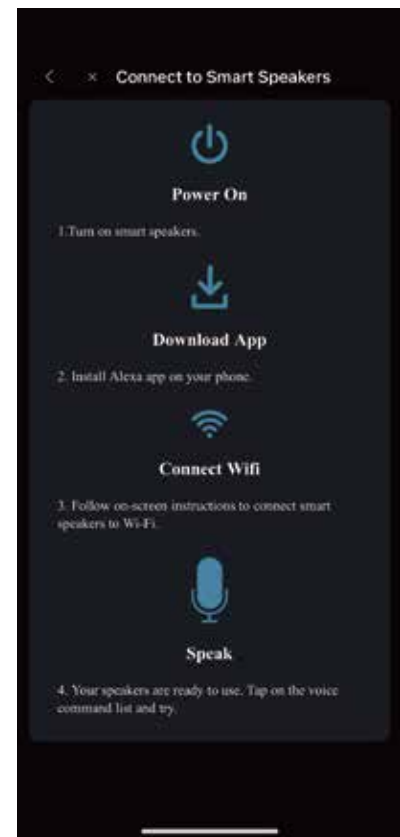 Connect to Smart Speakers
Power On
1.Turn on smart speakers.
Download App
2. Install Alexa app on your phone.
Connect Wifi
3. Follow on-screen instructions to connect smart
speakers to Wi-Fi.
Speak
4. Your speakers are ready to use. Tap on the voice
command list and try.